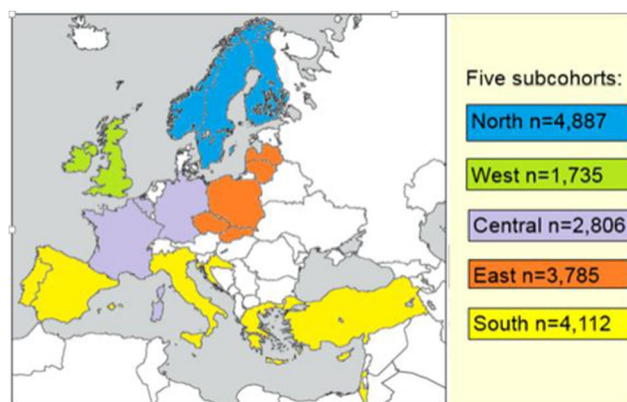 Five subcohorts:
North n=4,887
West n=1,735
Central n=2,806
East n=3,785
South n=4,112